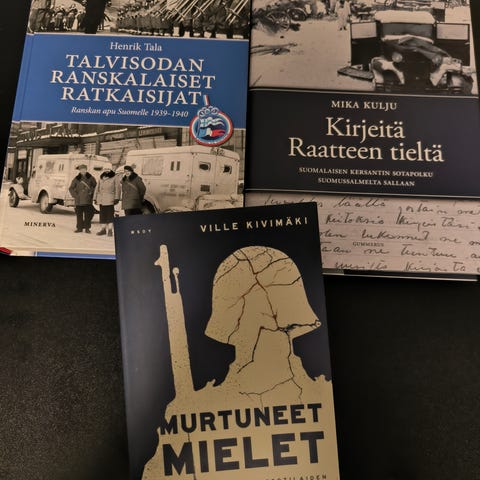 Henrik Tala
TALVISODAN
RANSKALAISET
RATKAISIJAT
Ranskan apu Suomelle 1939–1940
MINERVA
MIKA KULJU
Kirjeitä
Raatteen tieltä
SUOMALAISEN KERSANTIN SOTAPOLKU
SUOMUSSALMELTA SALLAAN
GUMMERUS
WSOY
VILLE KIVIMÄKI
MURTUNEET
MIELET